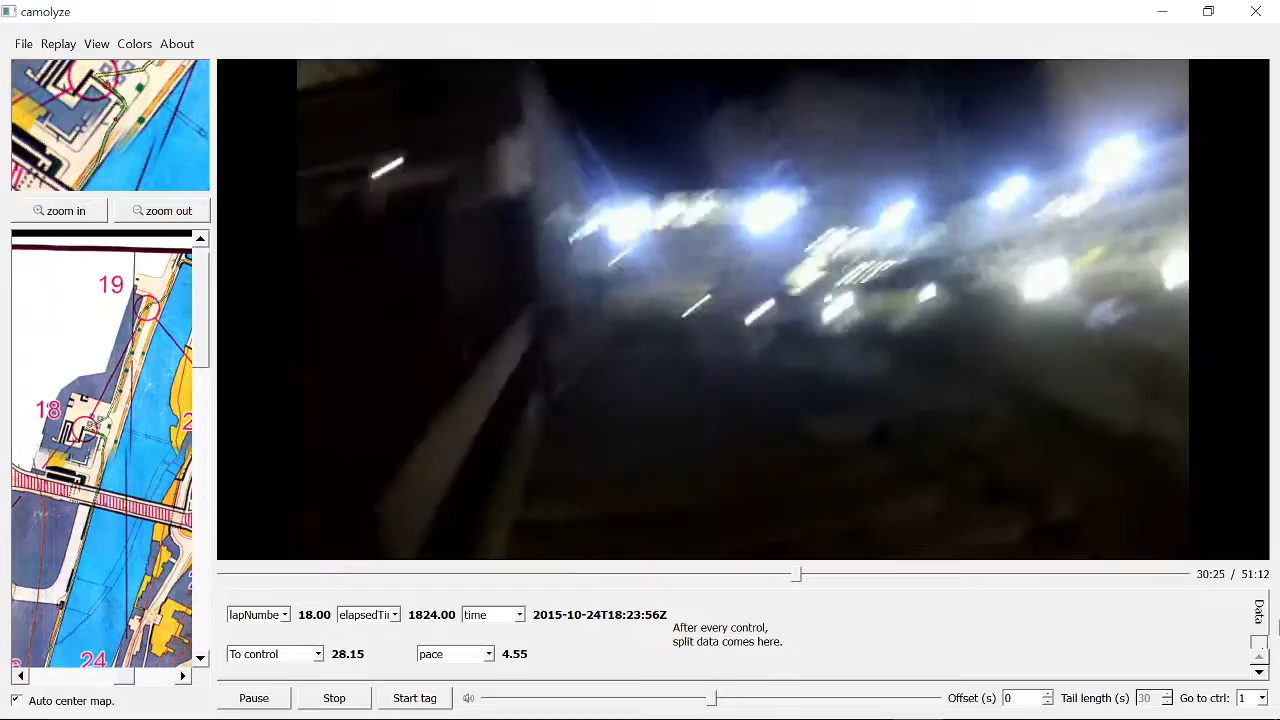 camolyze
File Replay View Colors About
zoom in zoom out
19
18
24
30:25 / 51:12
lapNumbe 18.00 elapsedTi 1824.00 time 2015-10-24T18:23:56Z
After every control,
split data comes here.
To control 28.15 pace 4.55
Data
Auto center map.
Pause Stop Start tag Offset (s) 0 Tail length (s) 30 Go to ctrl: 1